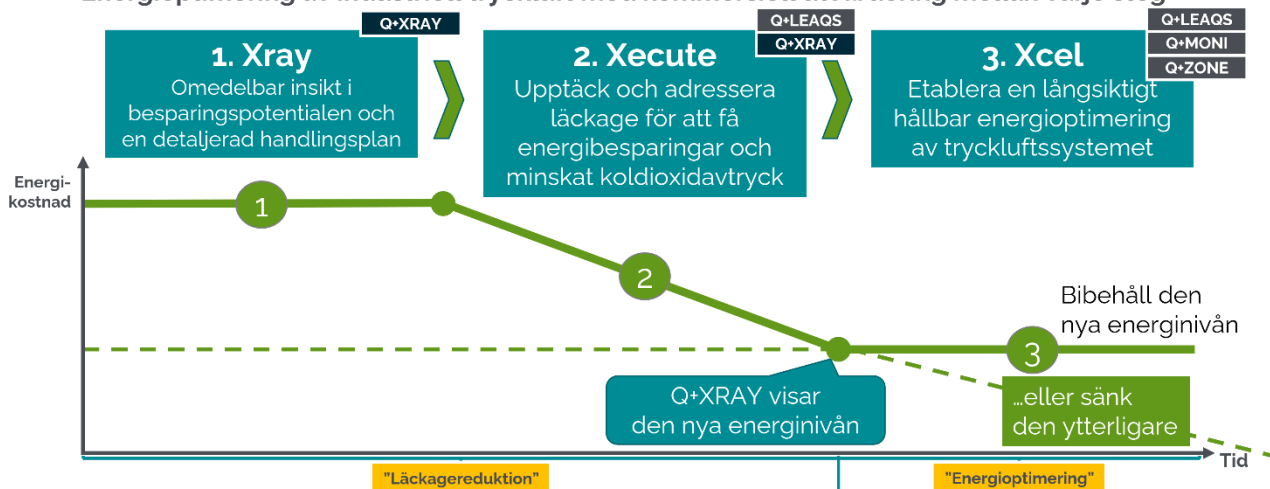 Q+XRAY
1. Xray
Omedelbar insikt i
besparingspotentialen och
en detaljerad handlingsplan
Q+LEAQS
Q+XRAY
2. Xecute
Upptäck och adressera
läckage för att få
energibesparingar och
minskat koldioxidavtryck
Q+LEAQS
Q+MONI
Q+ZONE
3. Xcel
Etablera en långsiktigt
hållbar energioptimering
av tryckluftssystemet
Energi-
kostnad
1
2
3
Bibehåll den
nya energinivån
Q+XRAY visar
den nya energinivån
...eller sänk
den ytterligare
Tid
"Läckagereduktion"
"Energioptimering"